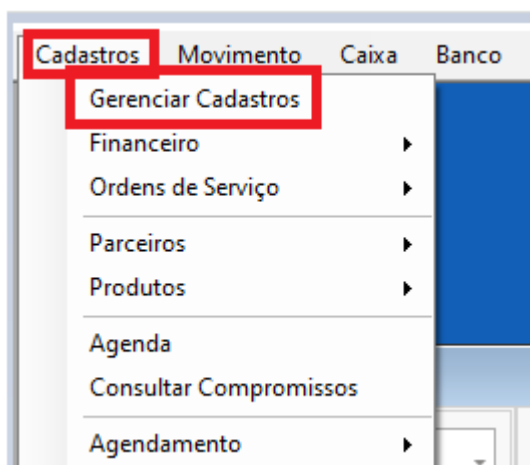 Cadastros Movimento Caixa Banco
Gerenciar Cadastros
Financeiro
Ordens de Serviço
Parceiros
Produtos
Agenda
Consultar Compromissos
Agendamento